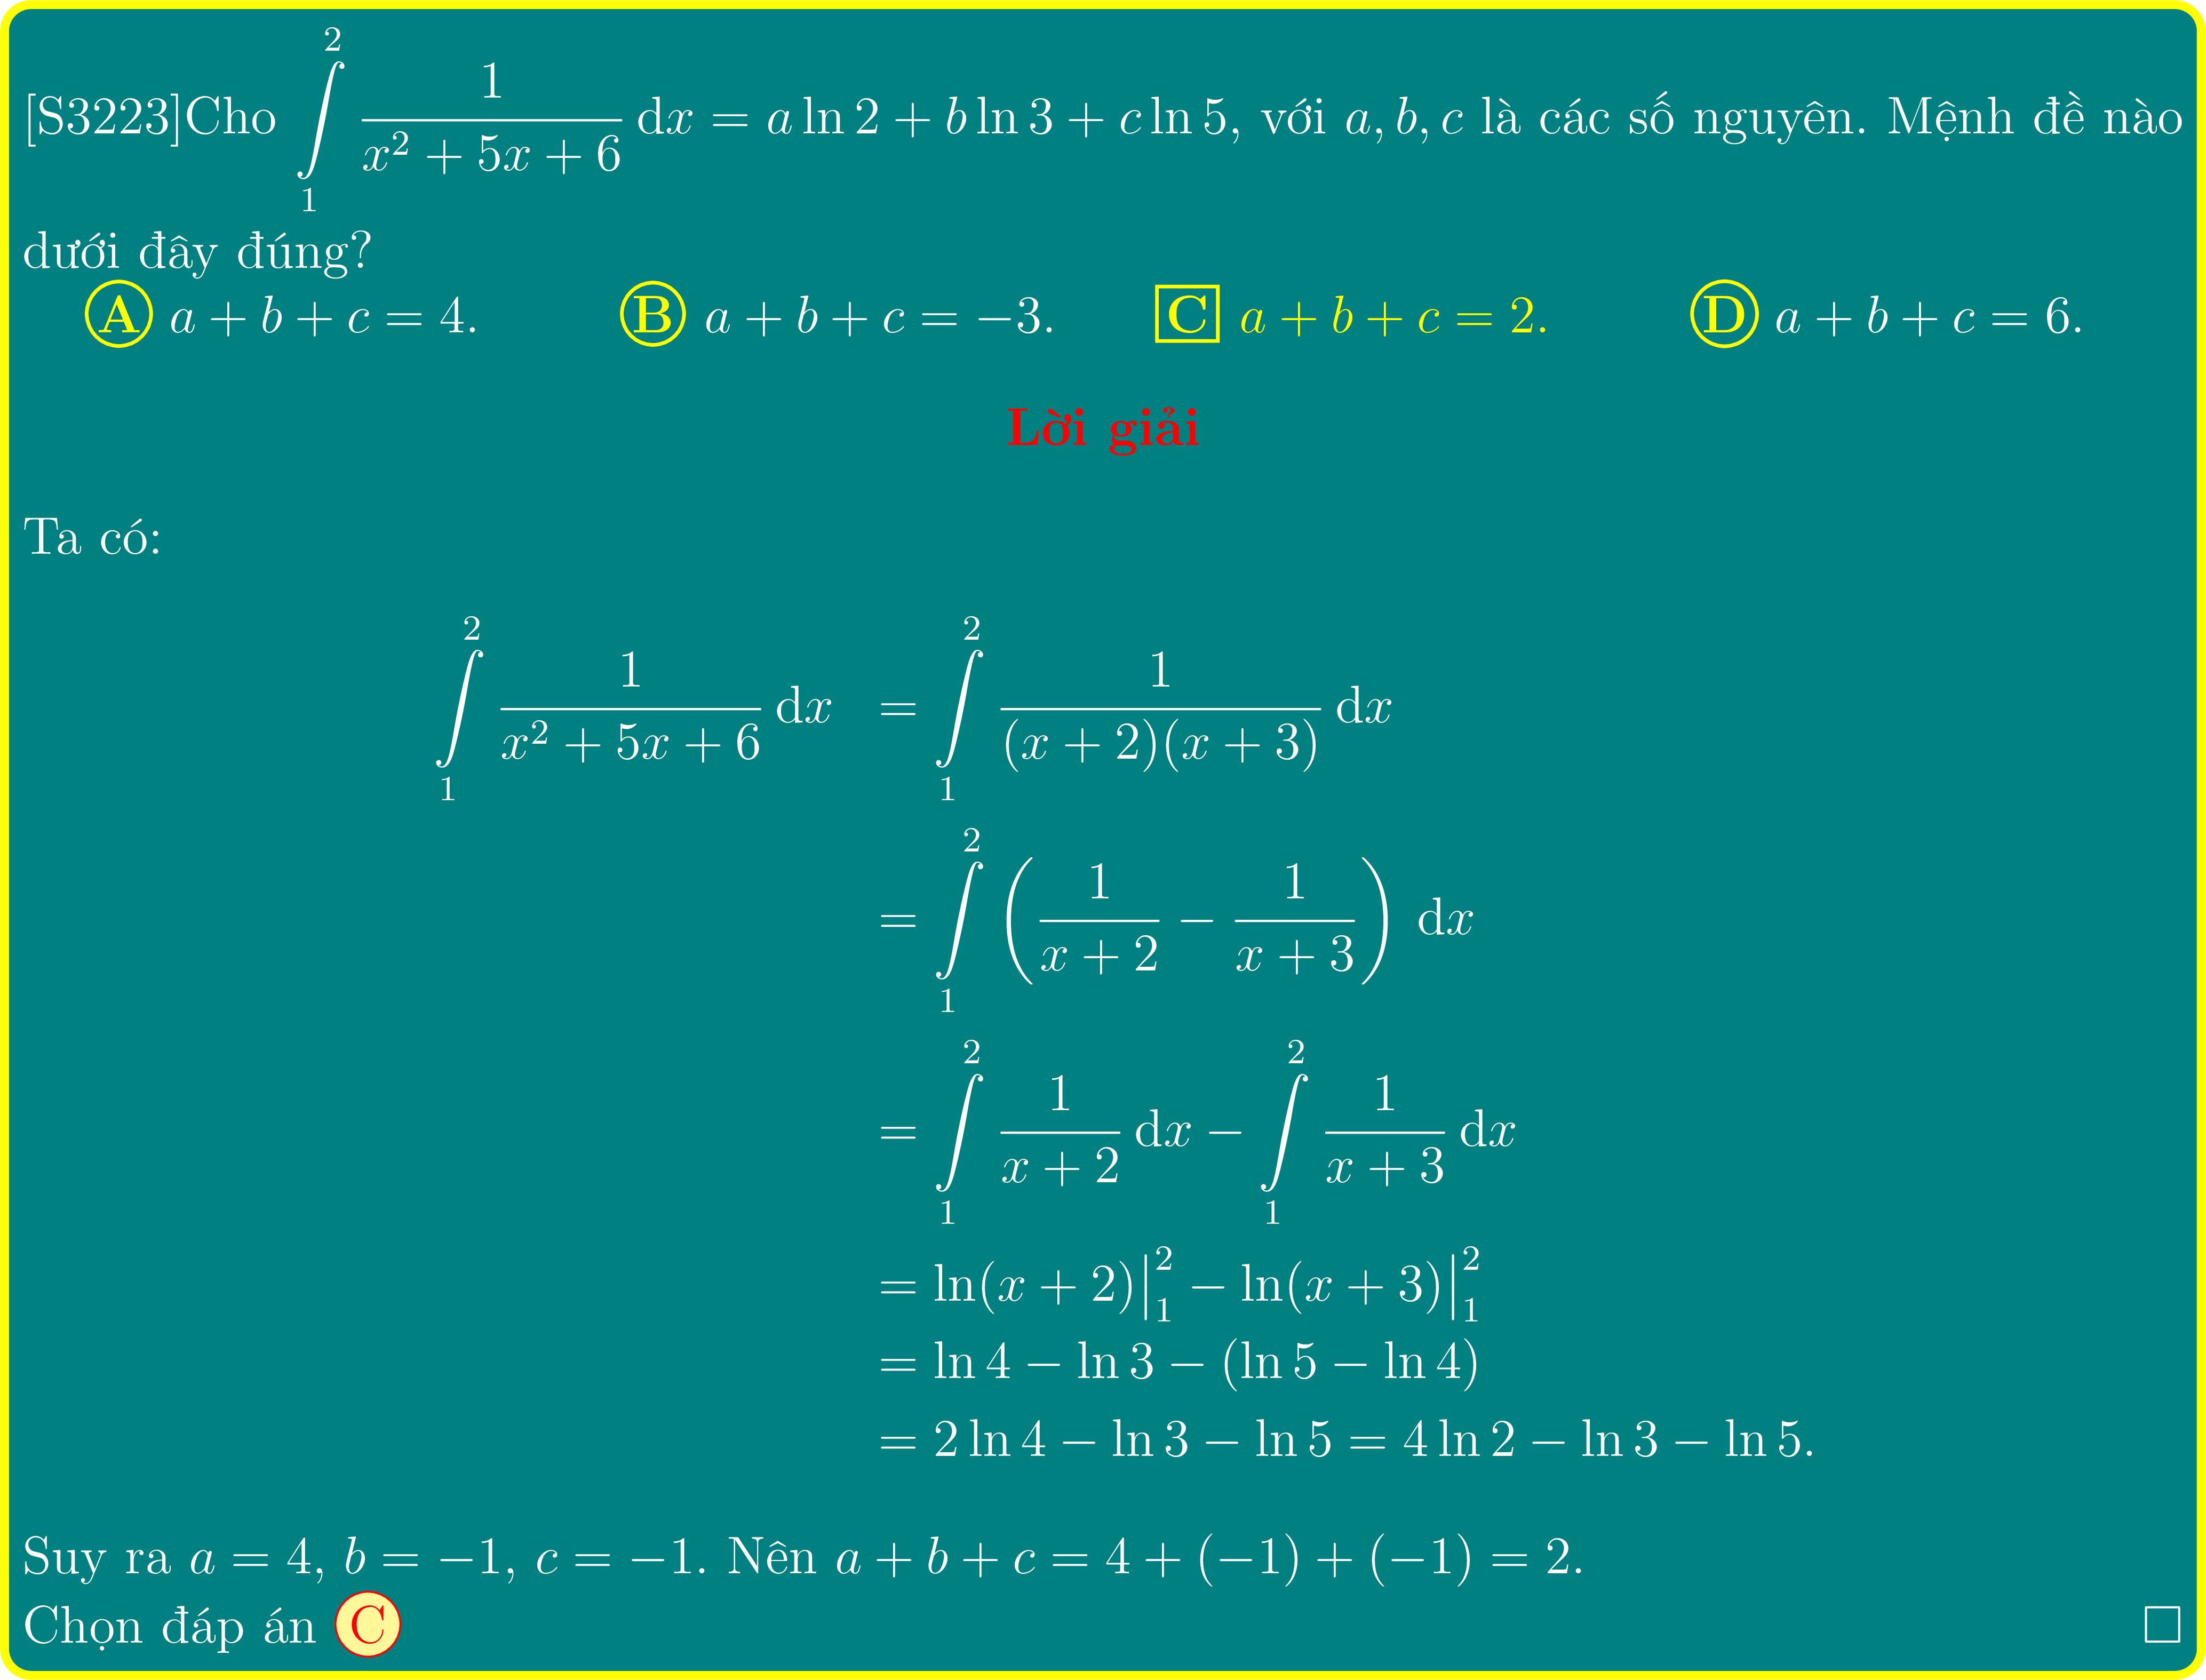 [S3223]Cho $\int\limits_1^2 \frac{1}{x^2+5x+6}\,\mathrm{d}x = a\ln 2 + b\ln 3 + c\ln 5$, với $a, b, c$ là các số nguyên. Mệnh đề nào
dưới đây đúng?
Ⓐ $a+b+c=4$. Ⓑ $a+b+c=-3$. C $a+b+c=2$. Ⓓ $a+b+c=6$.
Lời giải
Ta có:
$\int\limits_1^2 \frac{1}{x^2+5x+6}\,\mathrm{d}x = \int\limits_1^2 \frac{1}{(x+2)(x+3)}\,\mathrm{d}x$
$= \int\limits_1^2 \left(\frac{1}{x+2} - \frac{1}{x+3}\right)\,\mathrm{d}x$
$= \int\limits_1^2 \frac{1}{x+2}\,\mathrm{d}x - \int\limits_1^2 \frac{1}{x+3}\,\mathrm{d}x$
$= \ln(x+2)\big|_1^2 - \ln(x+3)\big|_1^2$
$= \ln 4 - \ln 3 - (\ln 5 - \ln 4)$
$= 2\ln 4 - \ln 3 - \ln 5 = 4\ln 2 - \ln 3 - \ln 5.$
Suy ra $a = 4$, $b = -1$, $c = -1$. Nên $a+b+c = 4+(-1)+(-1) = 2$.
Chọn đáp án Ⓒ □